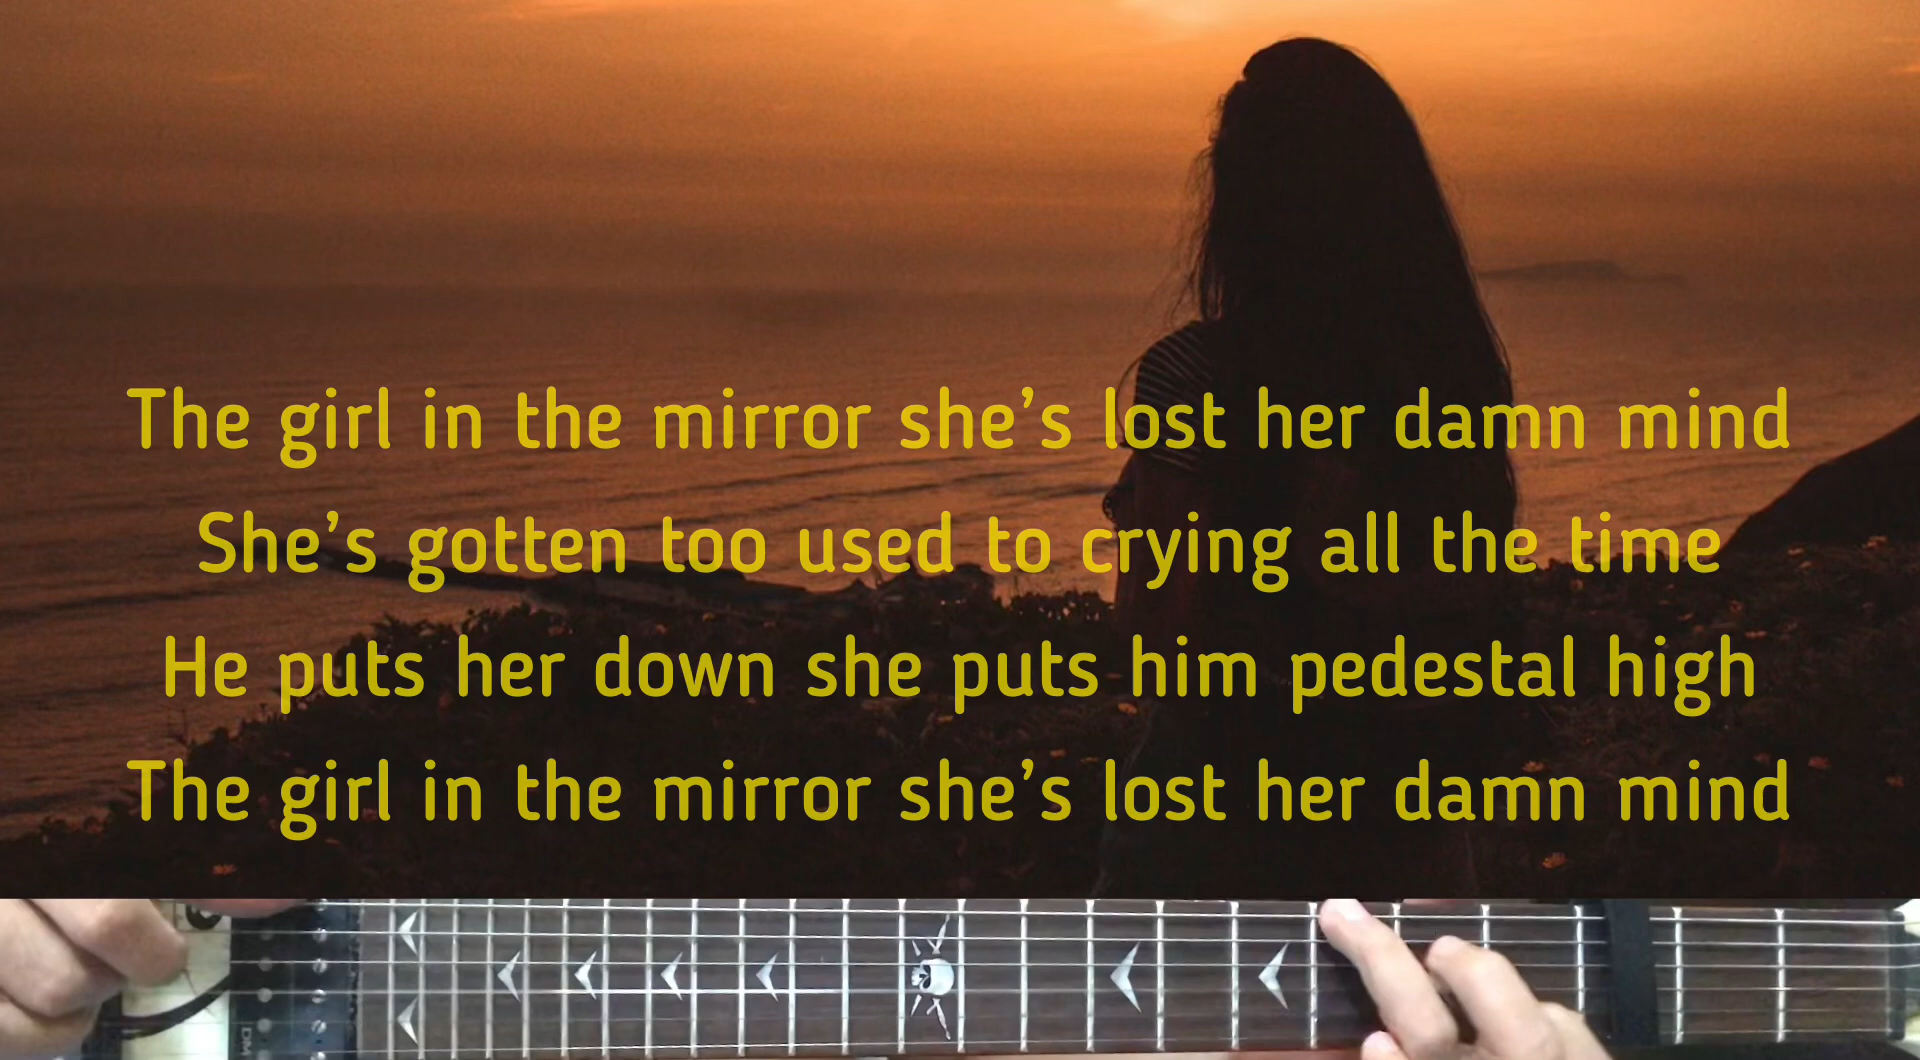 The girl in the mirror she’s lost her damn mind
She’s gotten too used to crying all the time
He puts her down she puts him pedestal high
The girl in the mirror she’s lost her damn mind
DM